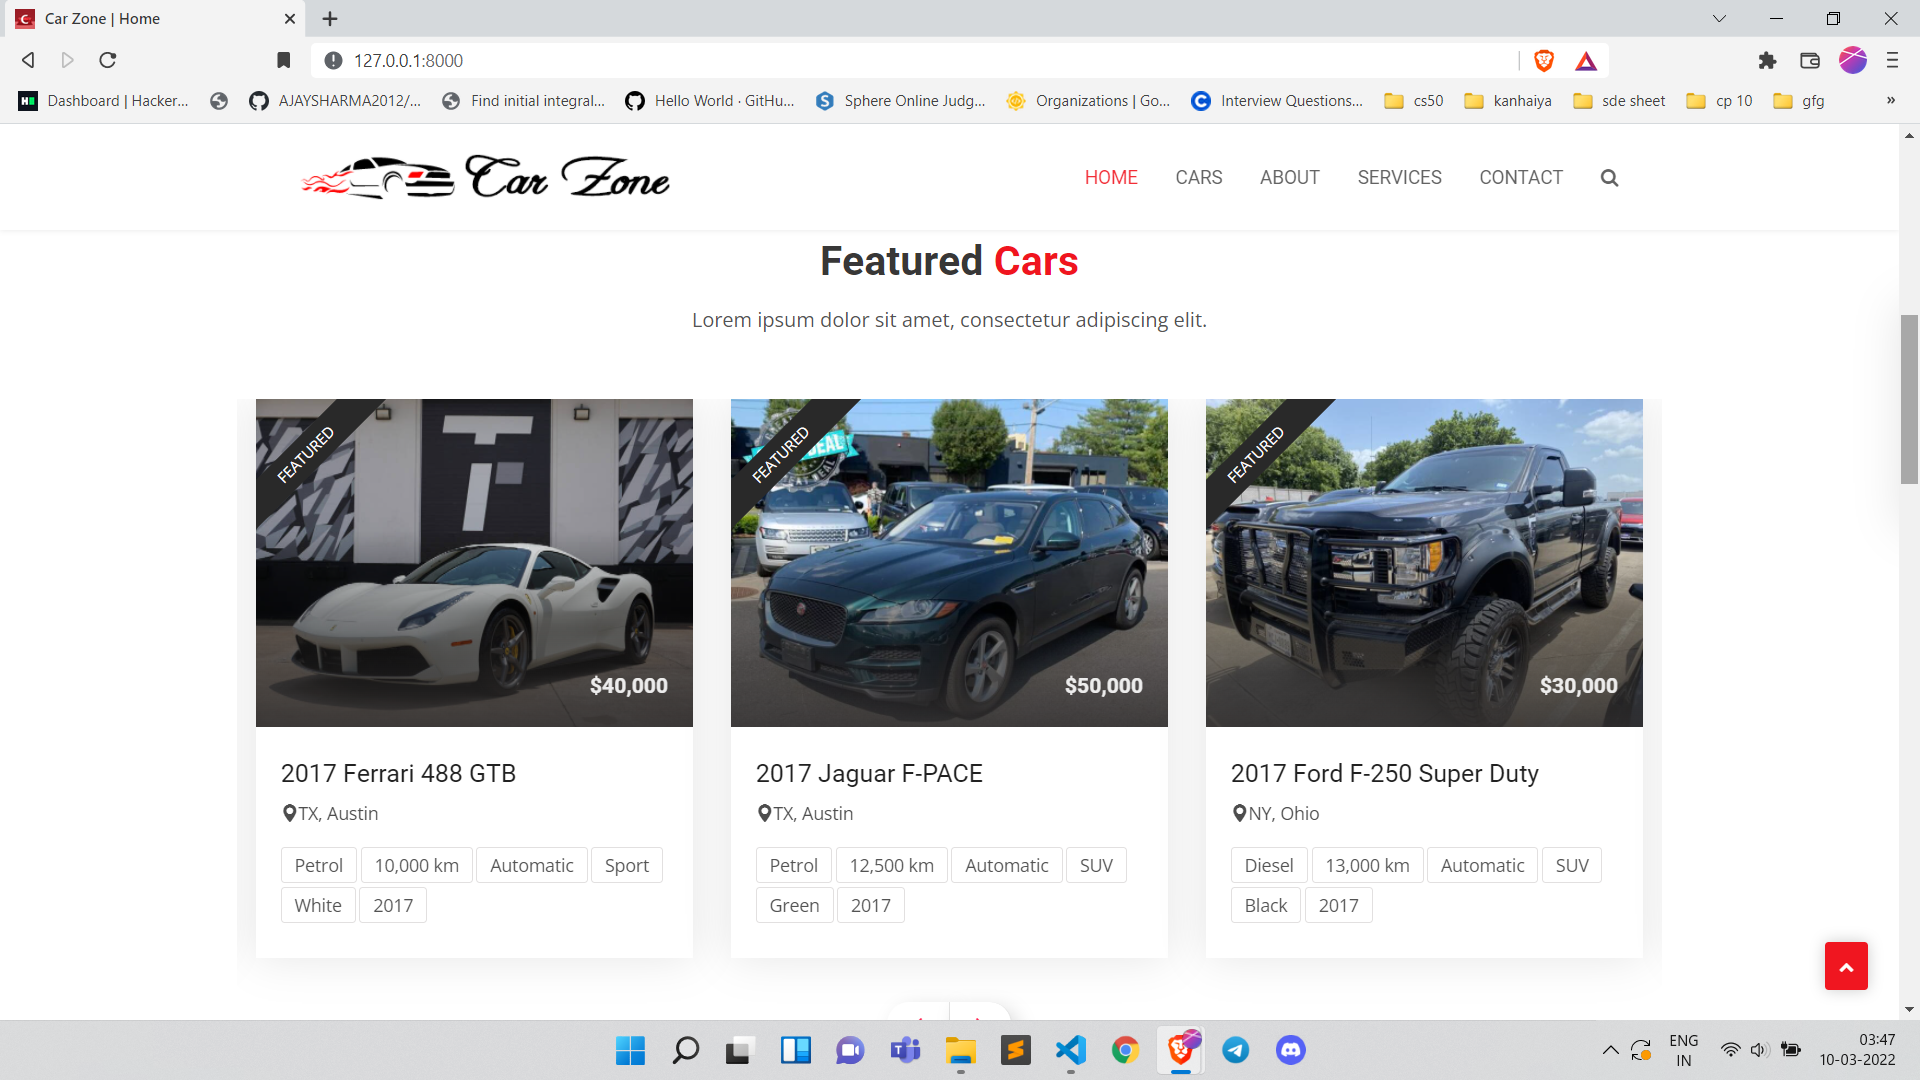 Car Zone | Home
127.0.0.1:8000
Dashboard | Hacker...
AJAYSHARMA2012/...
Find initial integral...
Hello World · GitHu...
Sphere Online Judg...
Organizations | Go...
Interview Questions...
cs50
kanhaiya
sde sheet
cp 10
gfg
»
Car Zone
HOME
CARS
ABOUT
SERVICES
CONTACT
Featured Cars
Lorem ipsum dolor sit amet, consectetur adipiscing elit.
FEATURED
$40,000
2017 Ferrari 488 GTB
TX, Austin
Petrol
10,000 km
Automatic
Sport
White
2017
FEATURED
$50,000
2017 Jaguar F-PACE
TX, Austin
Petrol
12,500 km
Automatic
SUV
Green
2017
FEATURED
$30,000
2017 Ford F-250 Super Duty
NY, Ohio
Diesel
13,000 km
Automatic
SUV
Black
2017
ENG
IN
03:47
10-03-2022